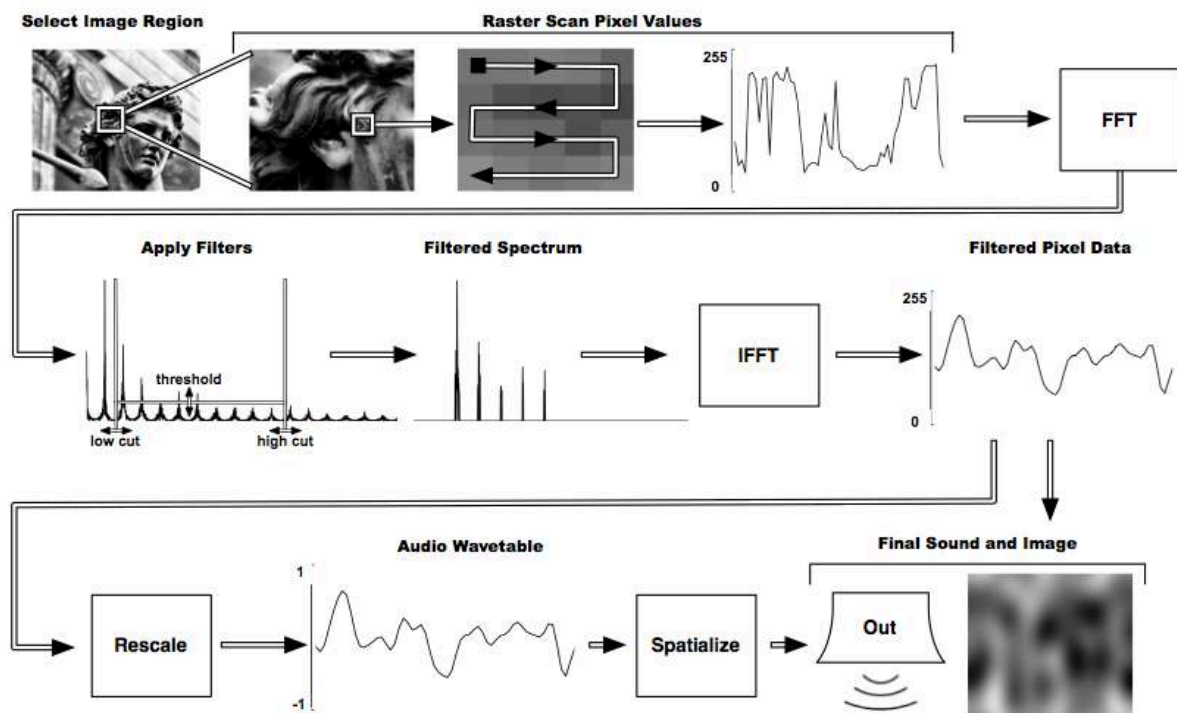 Select Image Region
Raster Scan Pixel Values
255
0
FFT
Apply Filters
Filtered Spectrum
Filtered Pixel Data
threshold
low cut
high cut
IFFT
255
0
Audio Wavetable
Final Sound and Image
Rescale
1
-1
Spatialize
Out